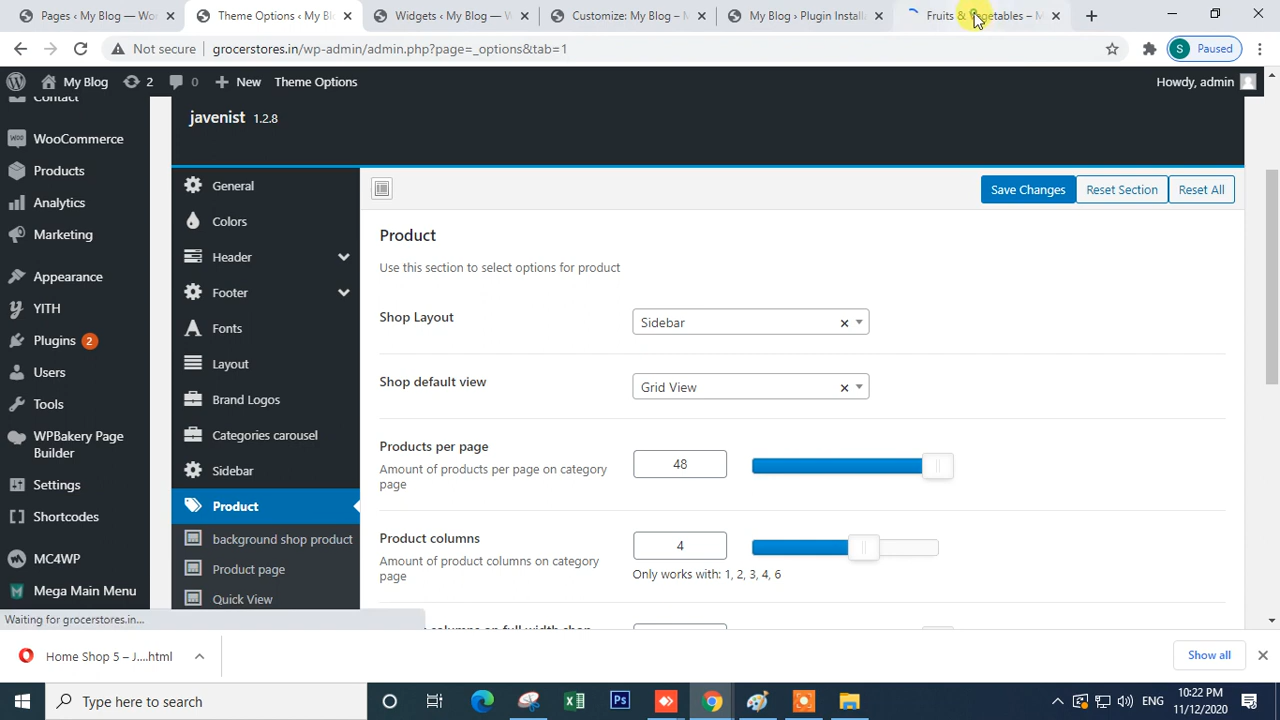 Pages ‹ My Blog — Wor
Theme Options ‹ My Bl
Widgets ‹ My Blog — W
Customize: My Blog –
My Blog › Plugin Install
Fruits & Vegetables – M
Not secure
grocerstores.in/wp-admin/admin.php?page=_options&tab=1
S Paused
My Blog
2
0
New
Theme Options
Howdy, admin
Contact
WooCommerce
Products
Analytics
Marketing
Appearance
YITH
Plugins 2
Users
Tools
WPBakery Page
Builder
Settings
Shortcodes
MC4WP
Mega Main Menu
javenist 1.2.8
General
Colors
Header
Footer
Fonts
Layout
Brand Logos
Categories carousel
Sidebar
Product
background shop product
Product page
Quick View
Save Changes
Reset Section
Reset All
Product
Use this section to select options for product
Shop Layout
Sidebar
Shop default view
Grid View
Products per page
Amount of products per page on category
page
48
Product columns
Amount of product columns on category
page
4
Only works with: 1, 2, 3, 4, 6
columns on full width shop
Waiting for grocerstores.in...
Home Shop 5 – J....html
Show all
Type here to search
Ps
ENG
10:22 PM
11/12/2020